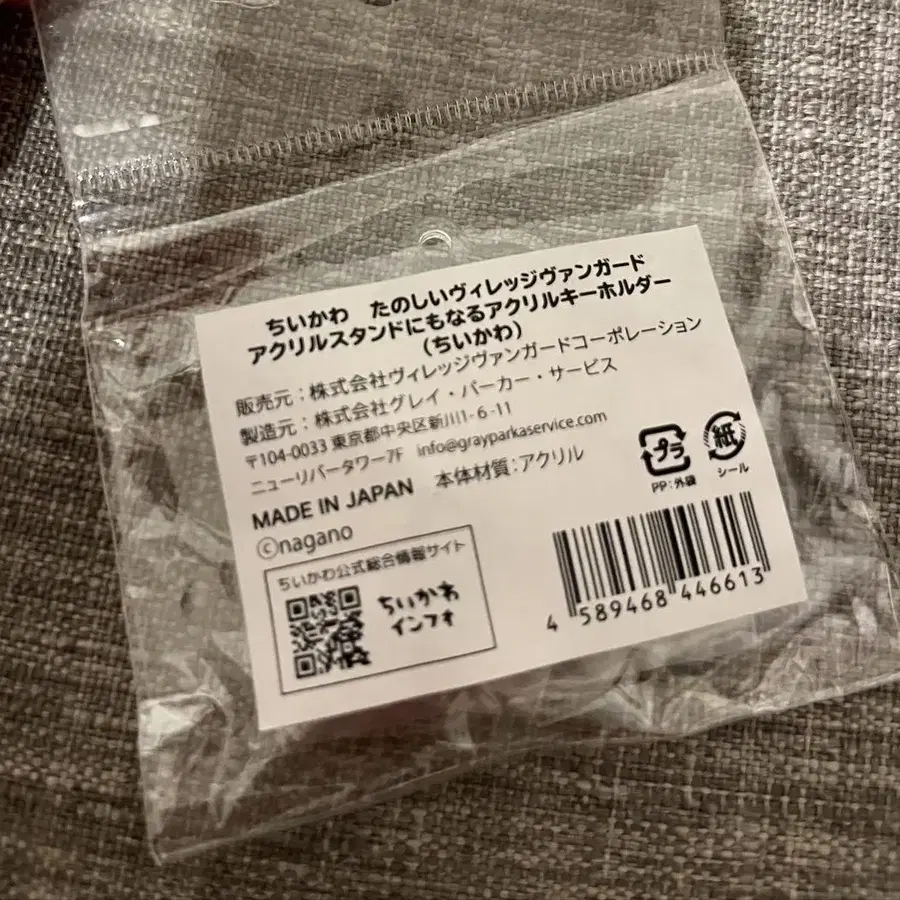 ちいかわ　たのしいヴィレッジヴァンガード
アクリルスタンドにもなるアクリルキーホルダー
(ちいかわ)
販売元：株式会社ヴィレッジヴァンガードコーポレーション
製造元：株式会社グレイ・パーカー・サービス
〒104-0033 東京都中央区新川1-6-11
ニューリバータワー7F info@grayparkaservice.com
MADE IN JAPAN 本体材質：アクリル
©nagano
プラ
PP：外袋
紙
シール
ちいかわ公式総合情報サイト
ちいかわ
インフォ
4 589468 446613